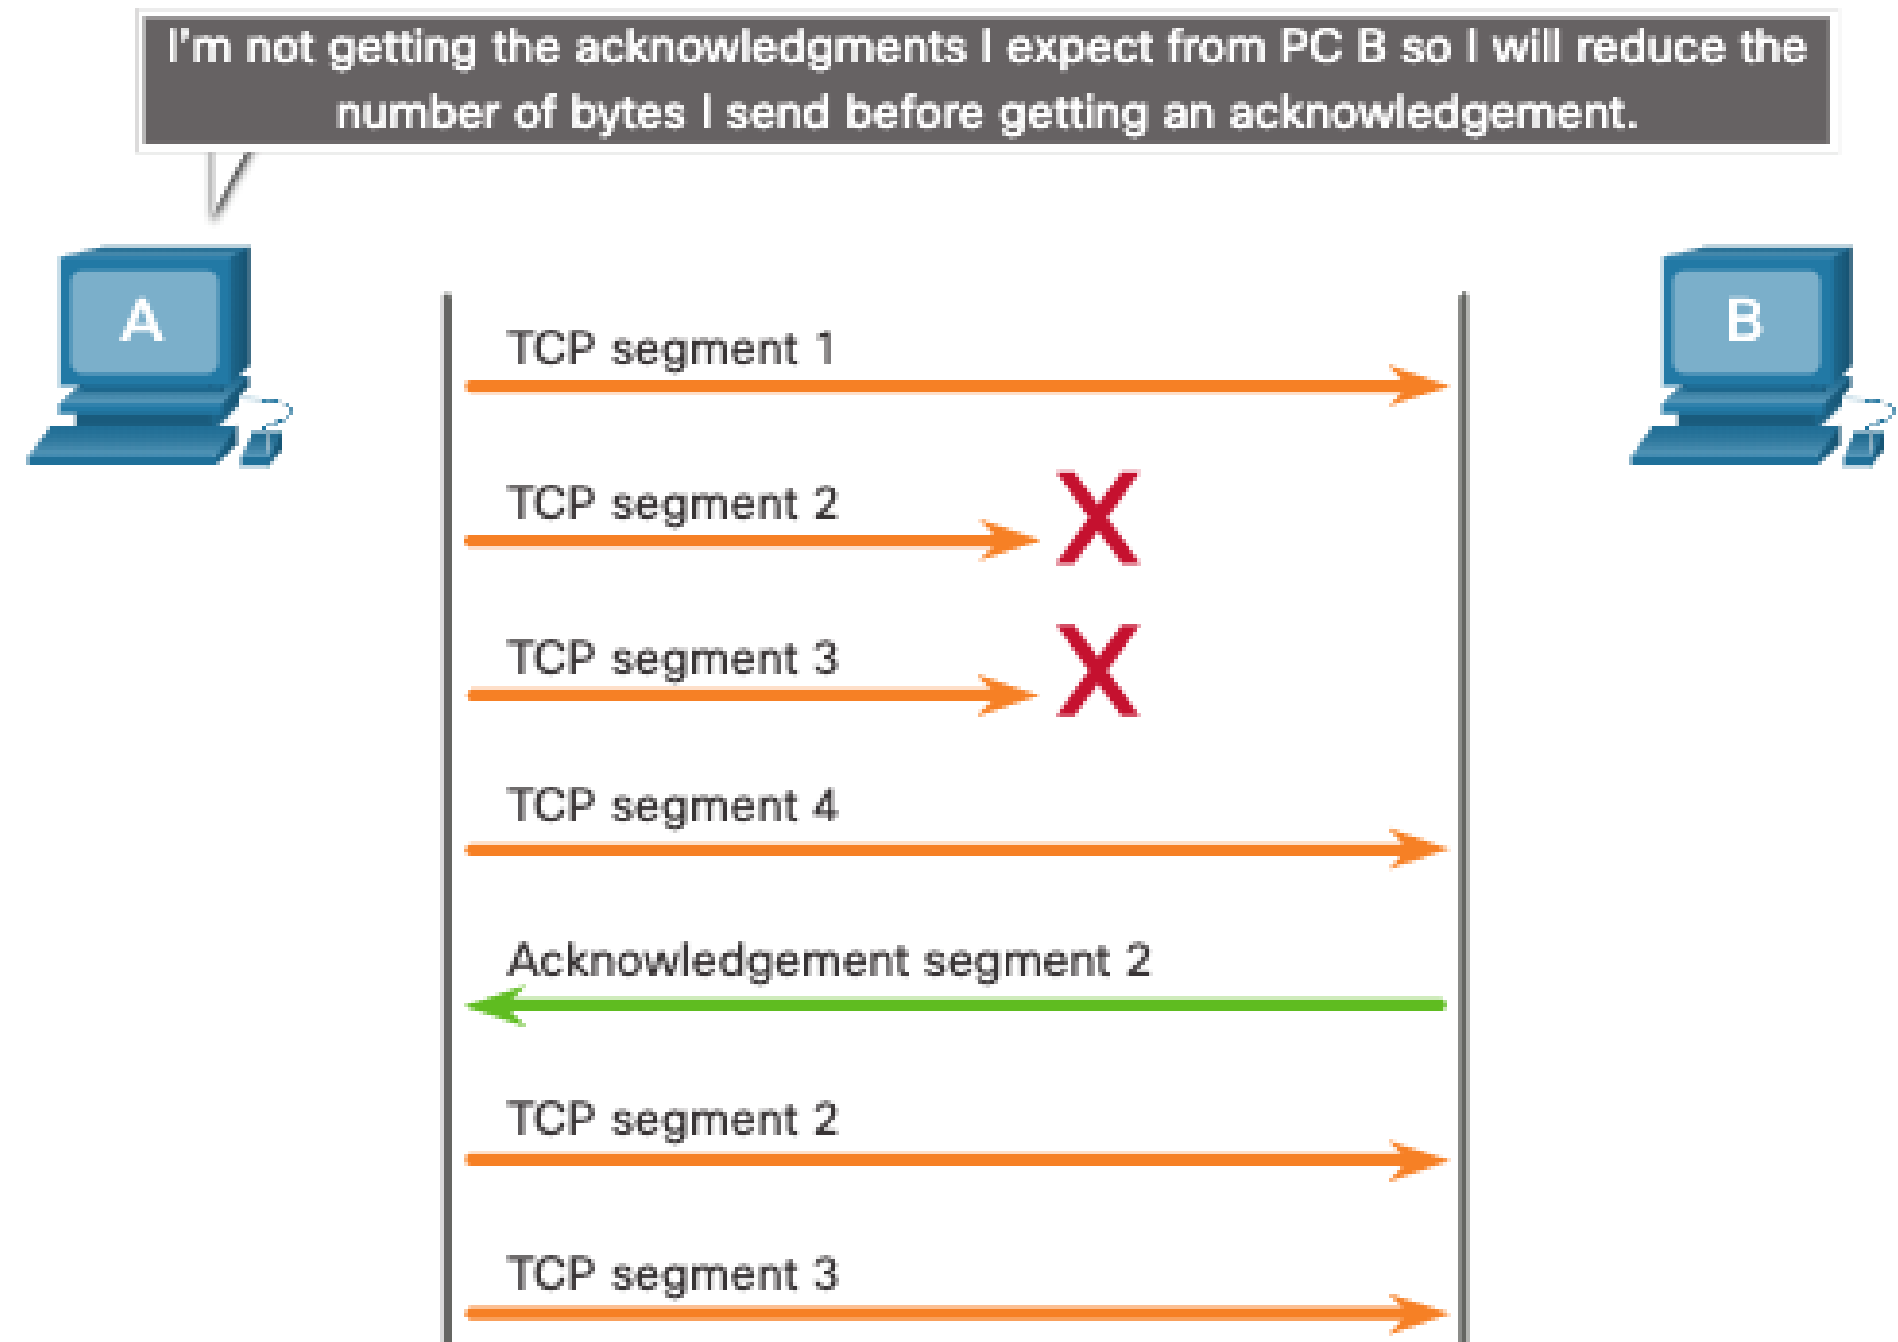 I'm not getting the acknowledgments I expect from PC B so I will reduce the
number of bytes I send before getting an acknowledgement.
A
B
TCP segment 1
TCP segment 2
TCP segment 3
TCP segment 4
Acknowledgement segment 2
TCP segment 2
TCP segment 3